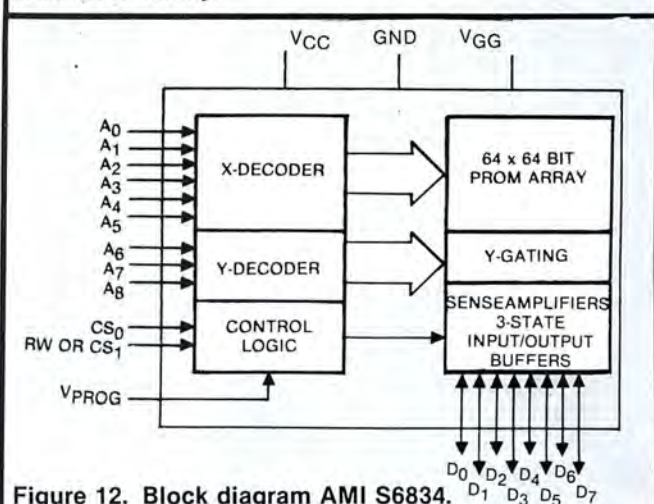 VCC GND VGG
A0
A1
A2
A3
A4
A5
X-DECODER
64 x 64 BIT
PROM ARRAY
A6
A7
A8
Y-DECODER
Y-GATING
CS0
RW OR CS1
CONTROL
LOGIC
SENSEAMPLIFIERS
3-STATE
INPUT/OUTPUT
BUFFERS
VPROG
D0 D1 D2 D3 D4 D5 D6 D7
Figure 12. Block diagram AMI S6834.